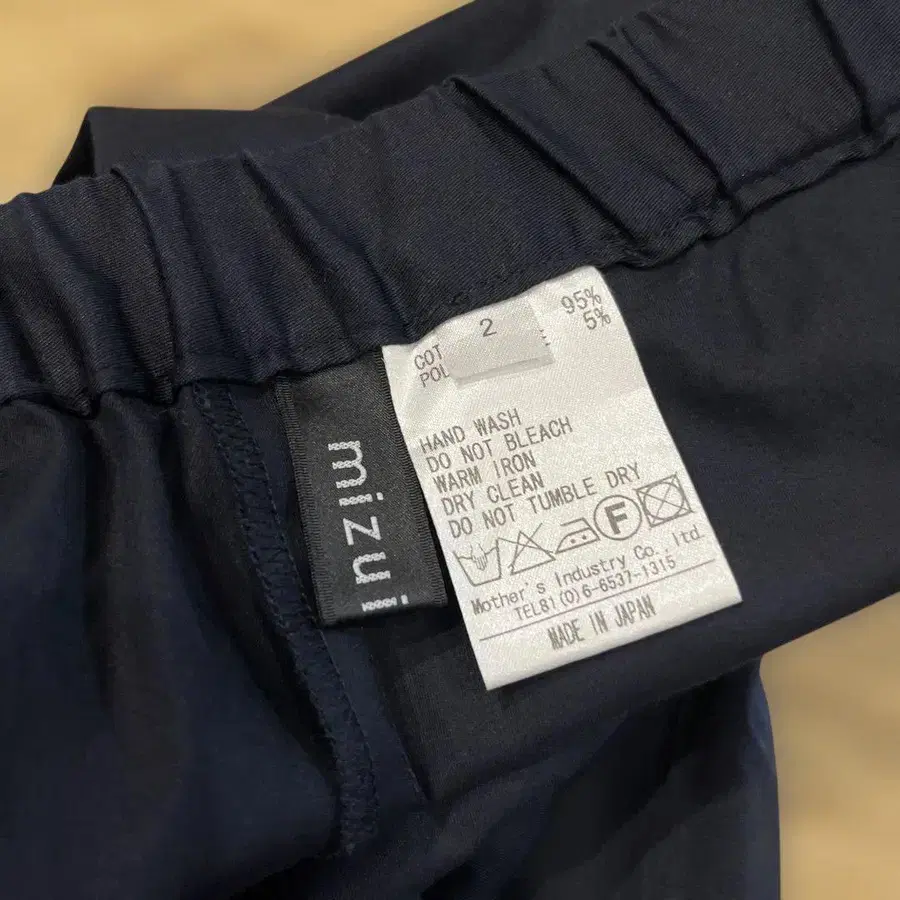 mizui
2
COT 95%
POL 5%
HAND WASH
DO NOT BLEACH
WARM IRON
DRY CLEAN
DO NOT TUMBLE DRY
F
Mother's Industry Co., ltd
TEL81(0)6-6537-1315
MADE IN JAPAN